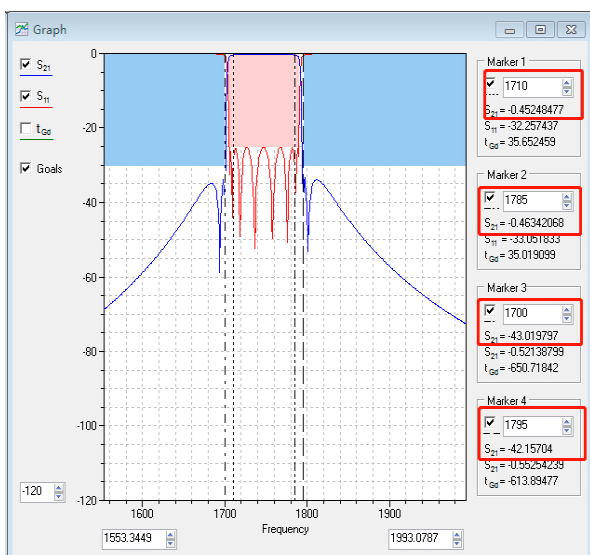 Graph
S21
S11
tGd
Goals
0
-20
-40
-60
-80
-100
-120
-120
1600
1700
1800
1900
Frequency
1553.3449
1993.0787
Marker 1
1710
S21 = -0.45248477
S11 = -32.257437
tGd = 35.652459
Marker 2
1785
S21 = -0.46342068
S11 = -33.051833
tGd = 35.019099
Marker 3
1700
S21 = -43.019797
S21 = -0.52138799
tGd = -650.71842
Marker 4
1795
S21 = -42.15704
S21 = -0.55254239
tGd = -613.89477